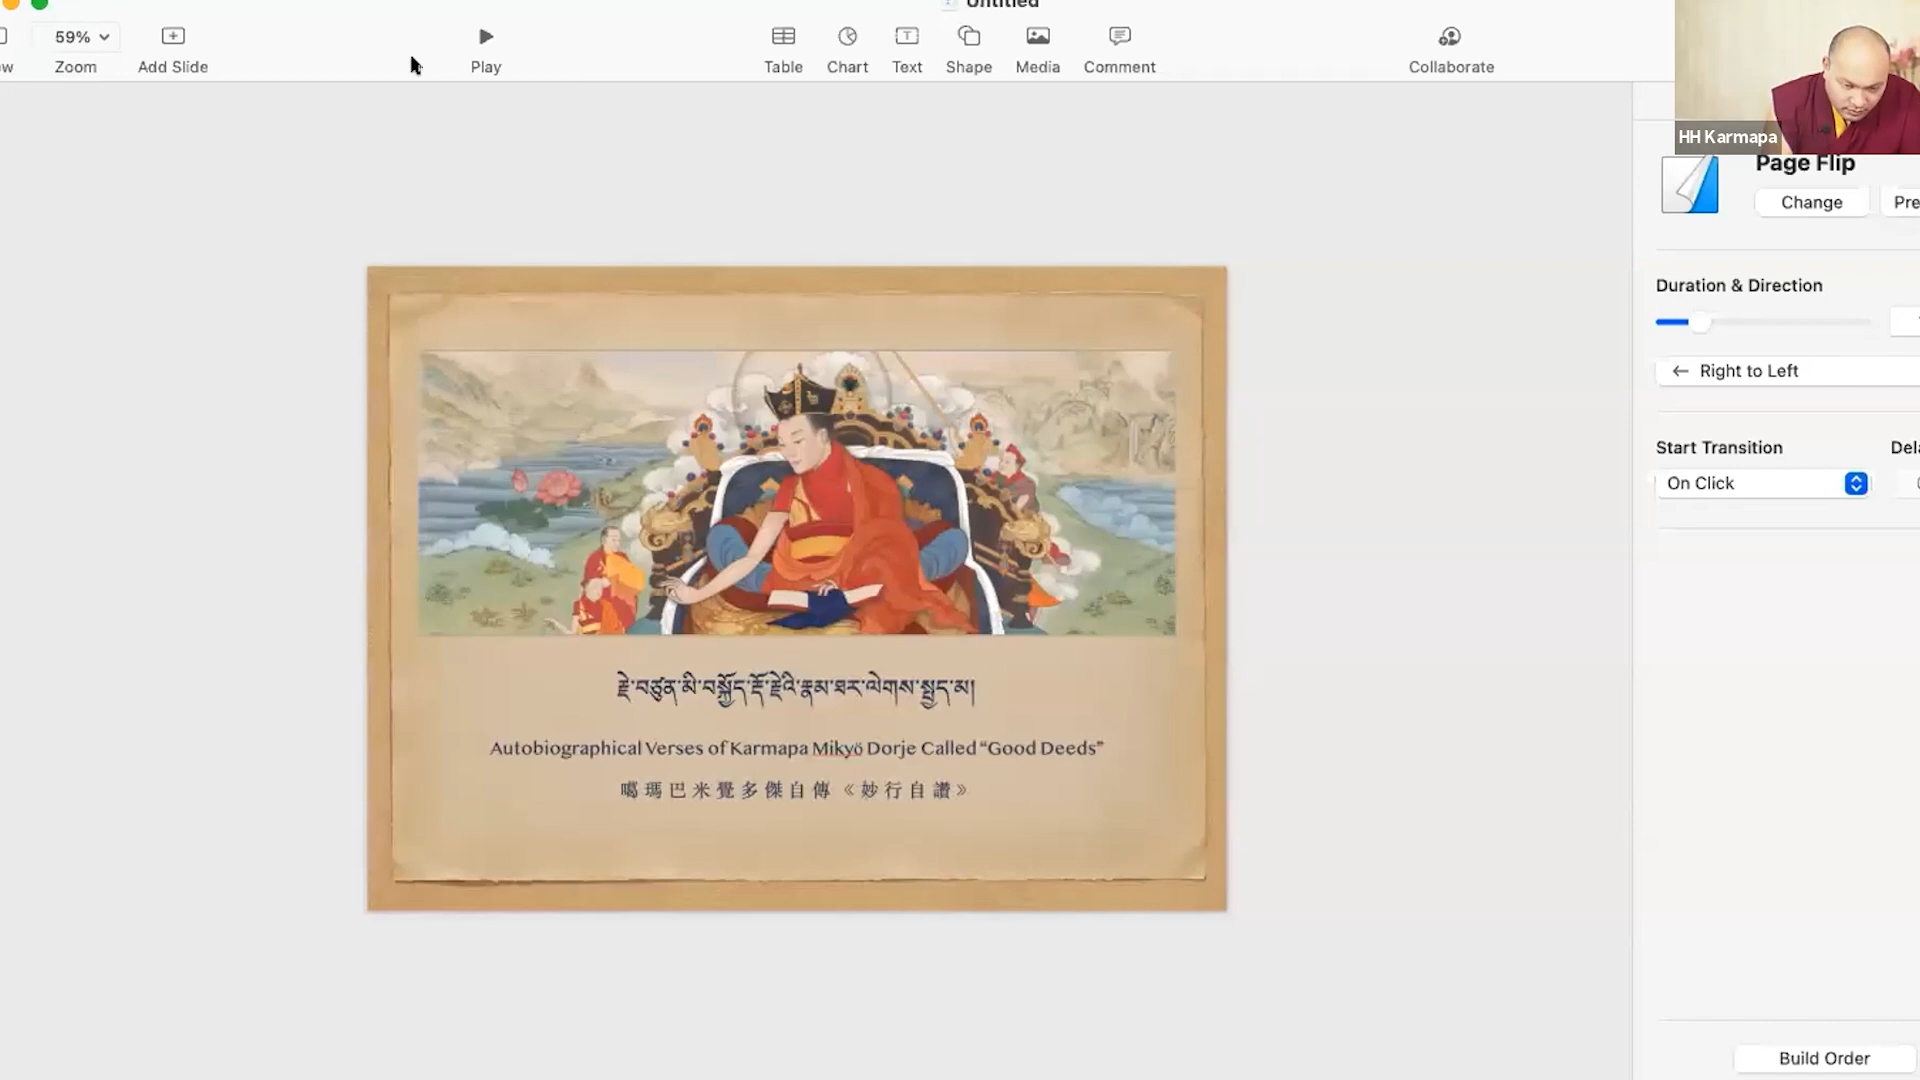 Untitled
59%
Zoom
Add Slide
Play
Table
Chart
Text
Shape
Media
Comment
Collaborate
HH Karmapa
Page Flip
Change
Duration & Direction
← Right to Left
Start Transition
On Click
Build Order
རྗེ་བཙུན་མི་བསྐྱོད་རྡོ་རྗེའི་རྣམ་ཐར་ལེགས་སྤྱད་མ།
Autobiographical Verses of Karmapa Mikyö Dorje Called “Good Deeds”
噶瑪巴米覺多傑自傳《妙行自讚》